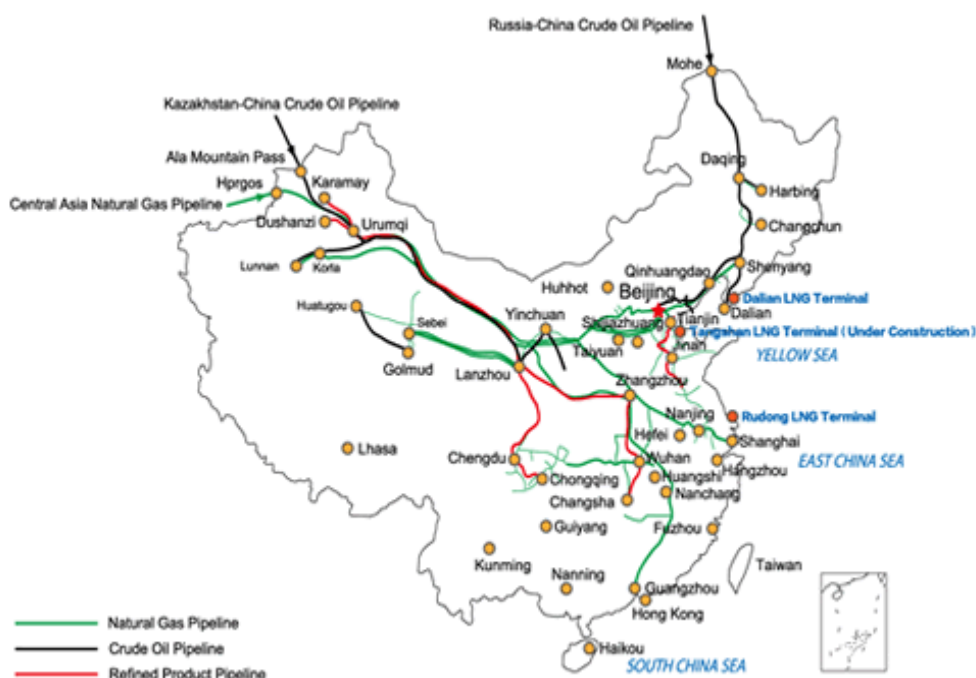 Russia-China Crude Oil Pipeline
Mohe
Kazakhstan-China Crude Oil Pipeline
Ala Mountain Pass
Daqing
Hprgos
Karamay
Harbing
Central Asia Natural Gas Pipeline
Dushanzi
Urumqi
Changchun
Lunnan
Korla
Qinhuangdao
Shenyang
Huhhot
Beijing
Dalian LNG Terminal
Huatugou
Dalian
Yinchuan
Shijiazhuang
Tianjin
Sebei
Tangshan LNG Terminal ( Under Construction )
Taiyuan
Jinan
YELLOW SEA
Golmud
Lanzhou
Zhangzhou
Nanjing
Rudong LNG Terminal
Lhasa
Hefei
Shanghai
Chengdu
Wuhan
Hangzhou
EAST CHINA SEA
Chongqing
Huangshi
Changsha
Nanchang
Guiyang
Fuzhou
Kunming
Taiwan
Nanning
Guangzhou
Hong Kong
Natural Gas Pipeline
Crude Oil Pipeline
Haikou
SOUTH CHINA SEA
Refined Product Pipeline